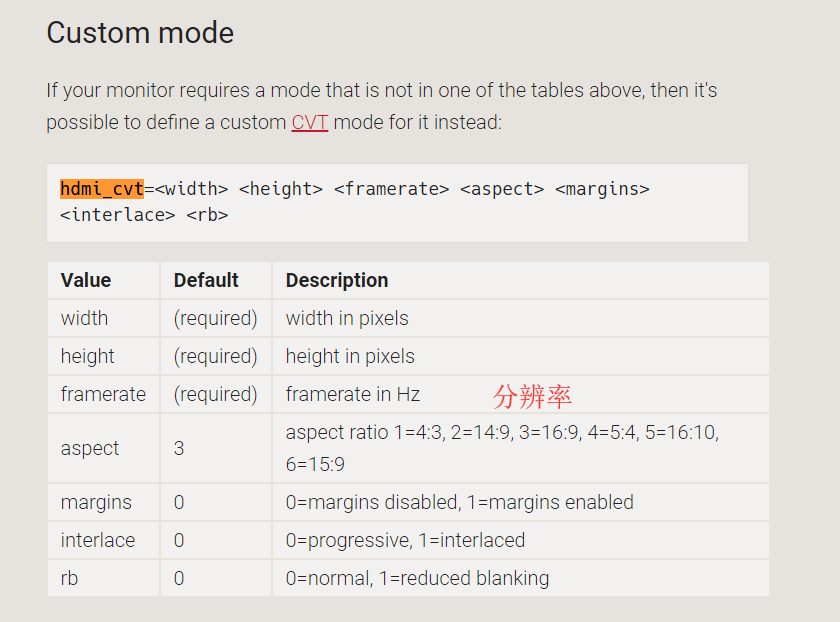 Custom mode
If your monitor requires a mode that is not in one of the tables above, then it's
possible to define a custom CVT mode for it instead:
hdmi_cvt=<width> <height> <framerate> <aspect> <margins>
<interlace> <rb>
Value Default Description
width (required) width in pixels
height (required) height in pixels
framerate (required) framerate in Hz 分辨率
aspect 3 aspect ratio 1=4:3, 2=14:9, 3=16:9, 4=5:4, 5=16:10,
6=15:9
margins 0 0=margins disabled, 1=margins enabled
interlace 0 0=progressive, 1=interlaced
rb 0 0=normal, 1=reduced blanking